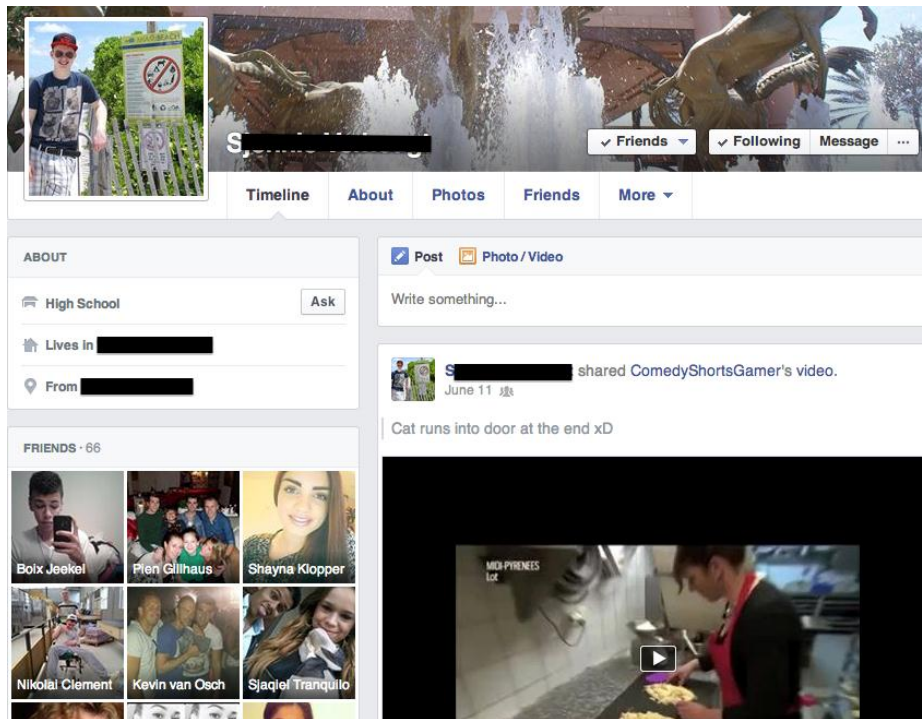 Friends
Following
Message
...
Timeline
About
Photos
Friends
More
ABOUT
High School
Ask
Lives in
From
FRIENDS · 66
Boix Jeekel
Pien Gillhaus
Shayna Klopper
Nikolai Clement
Kevin van Osch
Sjaqiel Tranquilo
Post
Photo / Video
Write something...
S
shared ComedyShortsGamer's video.
June 11
Cat runs into door at the end xD
MIDI-PYRENEES
Lot